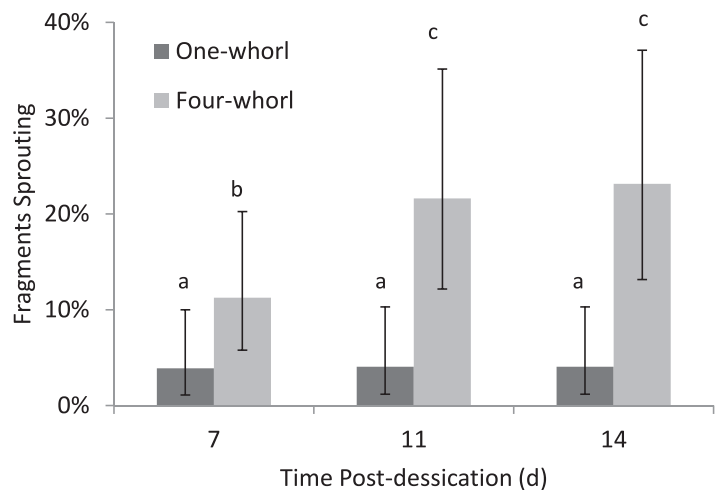 40%
c
c
One-whorl
Four-whorl
30%
Fragments Sprouting
b
20%
a
a
a
10%
0%
7
11
14
Time Post-dessication (d)